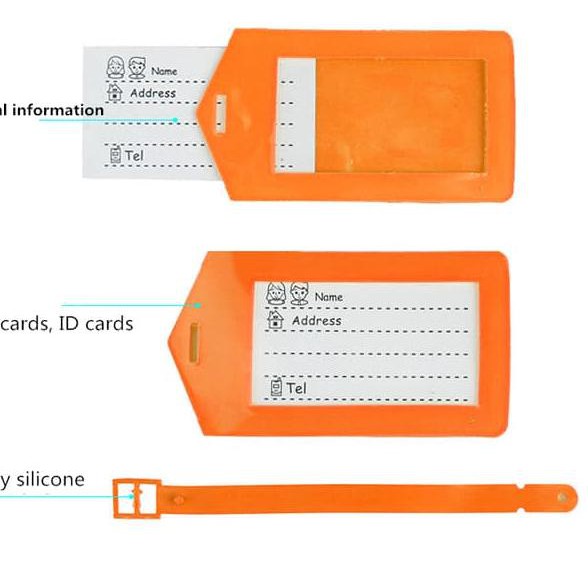 Name
Address
al information
Tel
Name
cards, ID cards
Address
Tel
y silicone